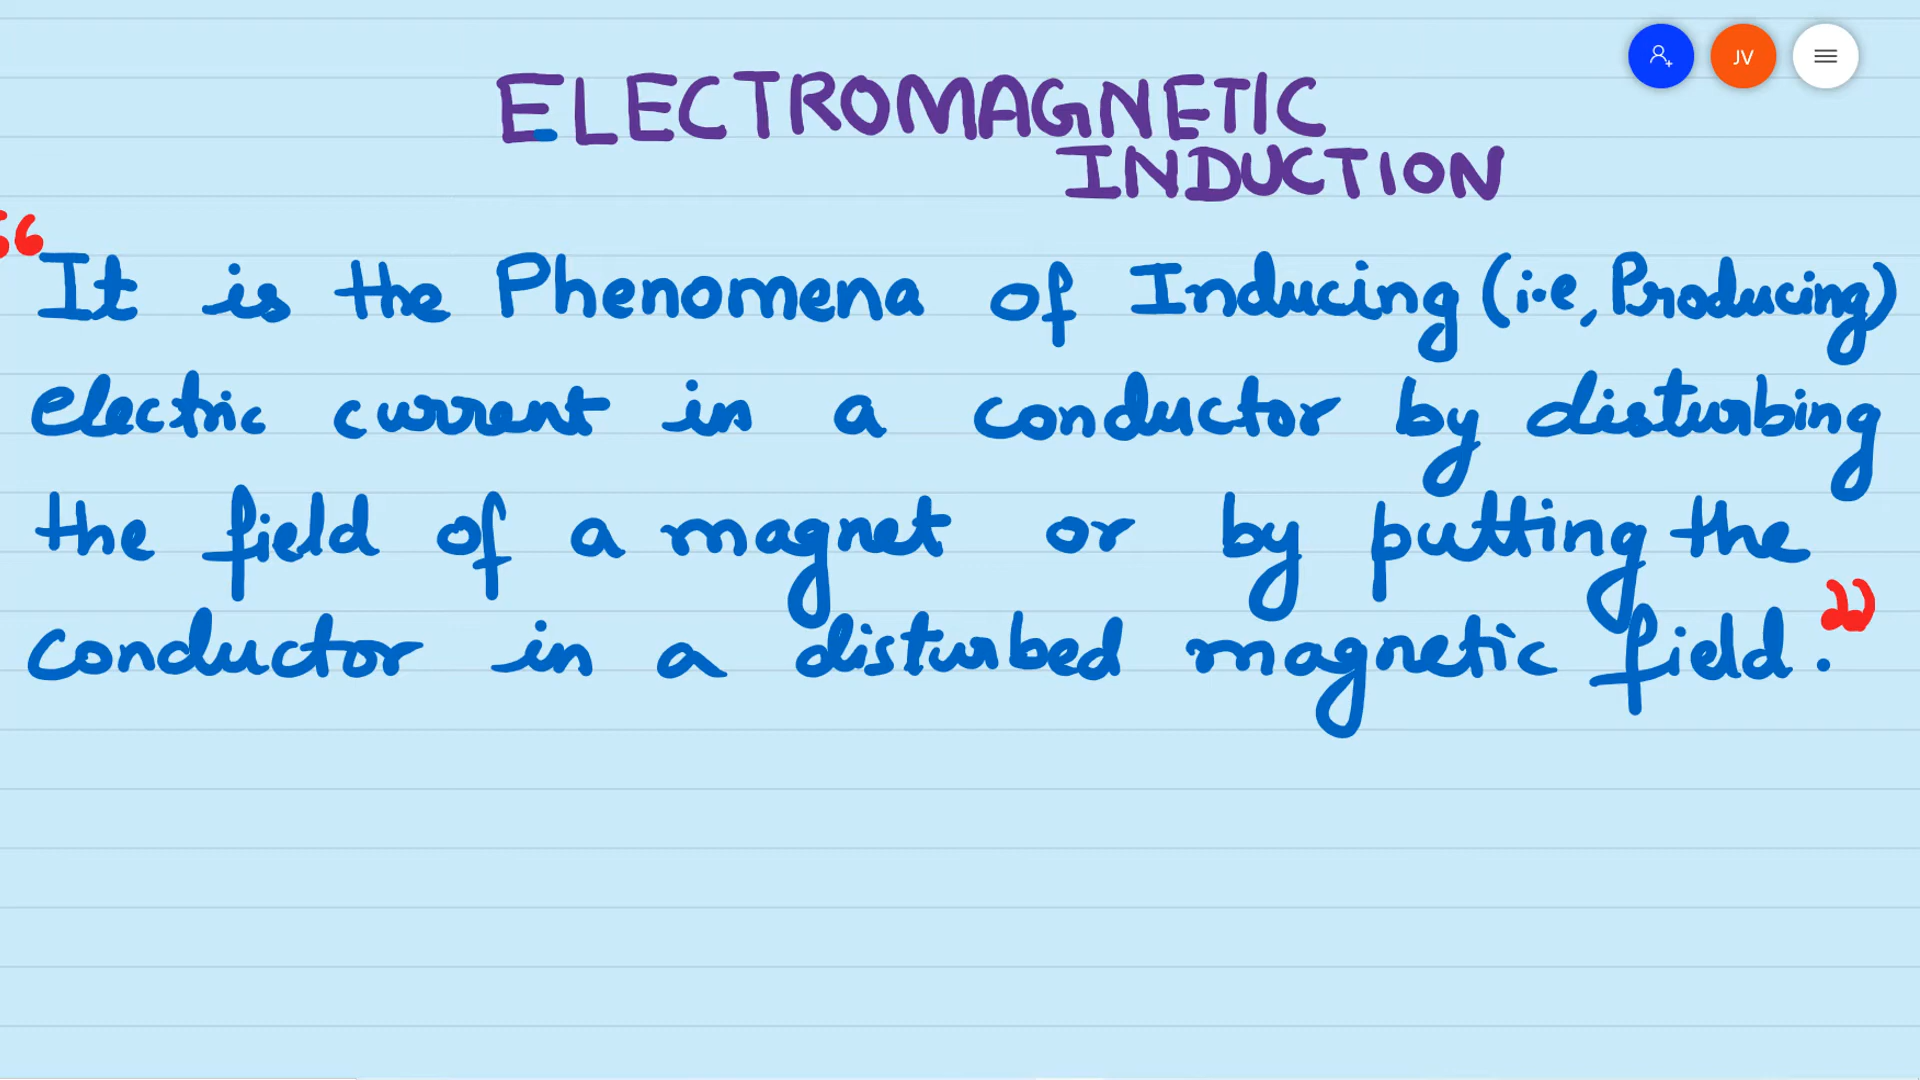 JV
ELECTROMAGNETIC
INDUCTION
“It is the Phenomena of Inducing (i.e, Producing)
electric current in a conductor by disturbing
the field of a magnet or by putting the
conductor in a disturbed magnetic field.”